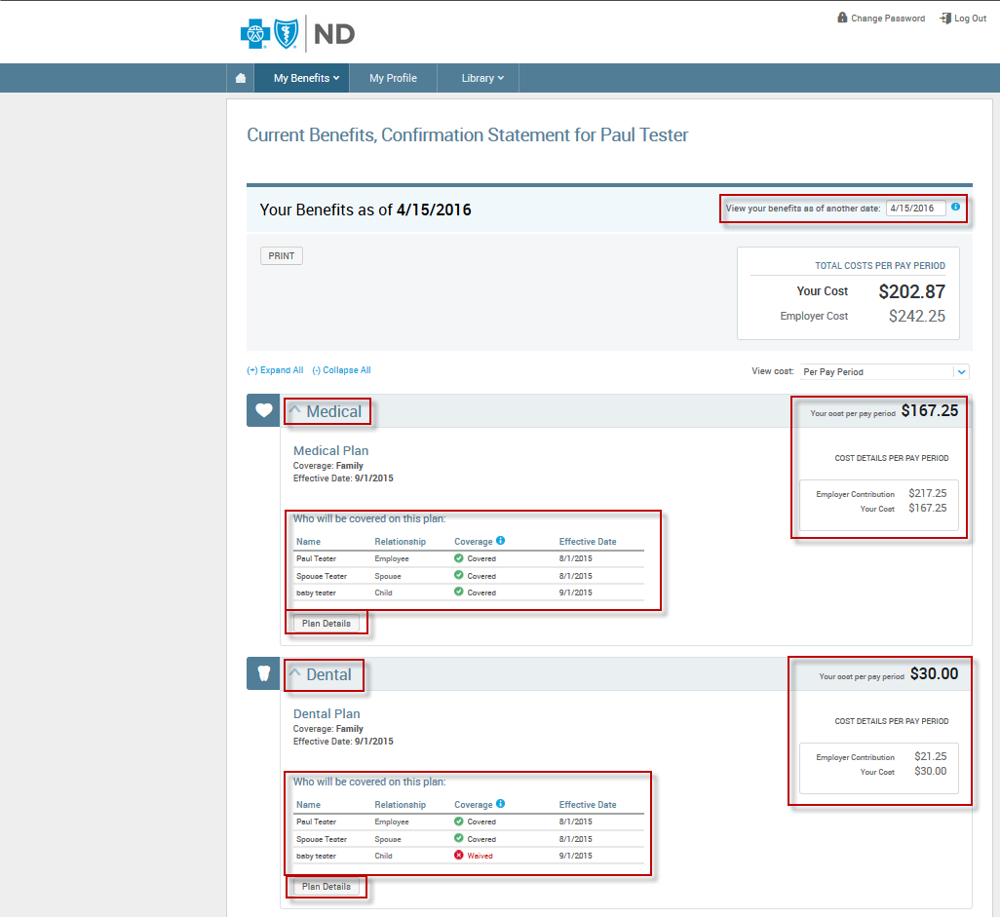 ND
Change Password Log Out
My Benefits My Profile Library
Current Benefits, Confirmation Statement for Paul Tester
Your Benefits as of 4/15/2016
View your benefits as of another date: 4/15/2016
PRINT
TOTAL COSTS PER PAY PERIOD
Your Cost $202.87
Employer Cost $242.25
(+) Expand All (-) Collapse All
View cost: Per Pay Period
Medical
Your cost per pay period $167.25
Medical Plan
Coverage: Family
Effective Date: 9/1/2015
COST DETAILS PER PAY PERIOD
Employer Contribution $217.25
Your Cost $167.25
Who will be covered on this plan:
Name Relationship Coverage Effective Date
Paul Tester Employee Covered 8/1/2015
Spouse Tester Spouse Covered 8/1/2015
baby tester Child Covered 9/1/2015
Plan Details
Dental
Your cost per pay period $30.00
Dental Plan
Coverage: Family
Effective Date: 9/1/2015
COST DETAILS PER PAY PERIOD
Employer Contribution $21.25
Your Cost $30.00
Who will be covered on this plan:
Name Relationship Coverage Effective Date
Paul Tester Employee Covered 8/1/2015
Spouse Tester Spouse Covered 8/1/2015
baby tester Child Waived 9/1/2015
Plan Details